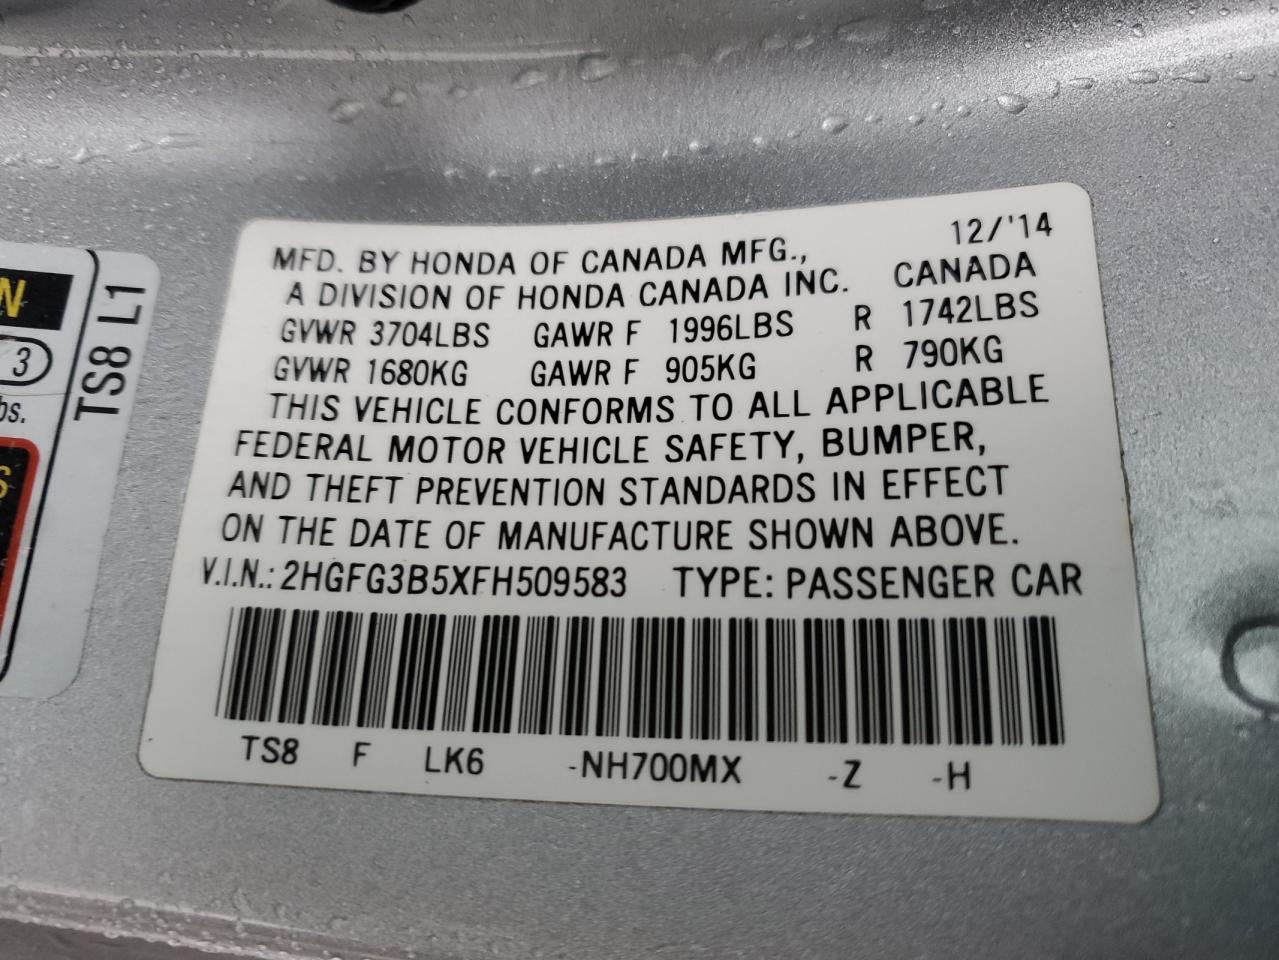 12/'14
MFD. BY HONDA OF CANADA MFG.,
A DIVISION OF HONDA CANADA INC. CANADA
GVWR 3704LBS GAWR F 1996LBS R 1742LBS
GVWR 1680KG GAWR F 905KG R 790KG
THIS VEHICLE CONFORMS TO ALL APPLICABLE
FEDERAL MOTOR VEHICLE SAFETY, BUMPER,
AND THEFT PREVENTION STANDARDS IN EFFECT
ON THE DATE OF MANUFACTURE SHOWN ABOVE.
V.I.N.: 2HGFG3B5XFH509583 TYPE: PASSENGER CAR
TS8 F LK6 -NH700MX -Z -H
TS8 L1
N
3
bs.
S